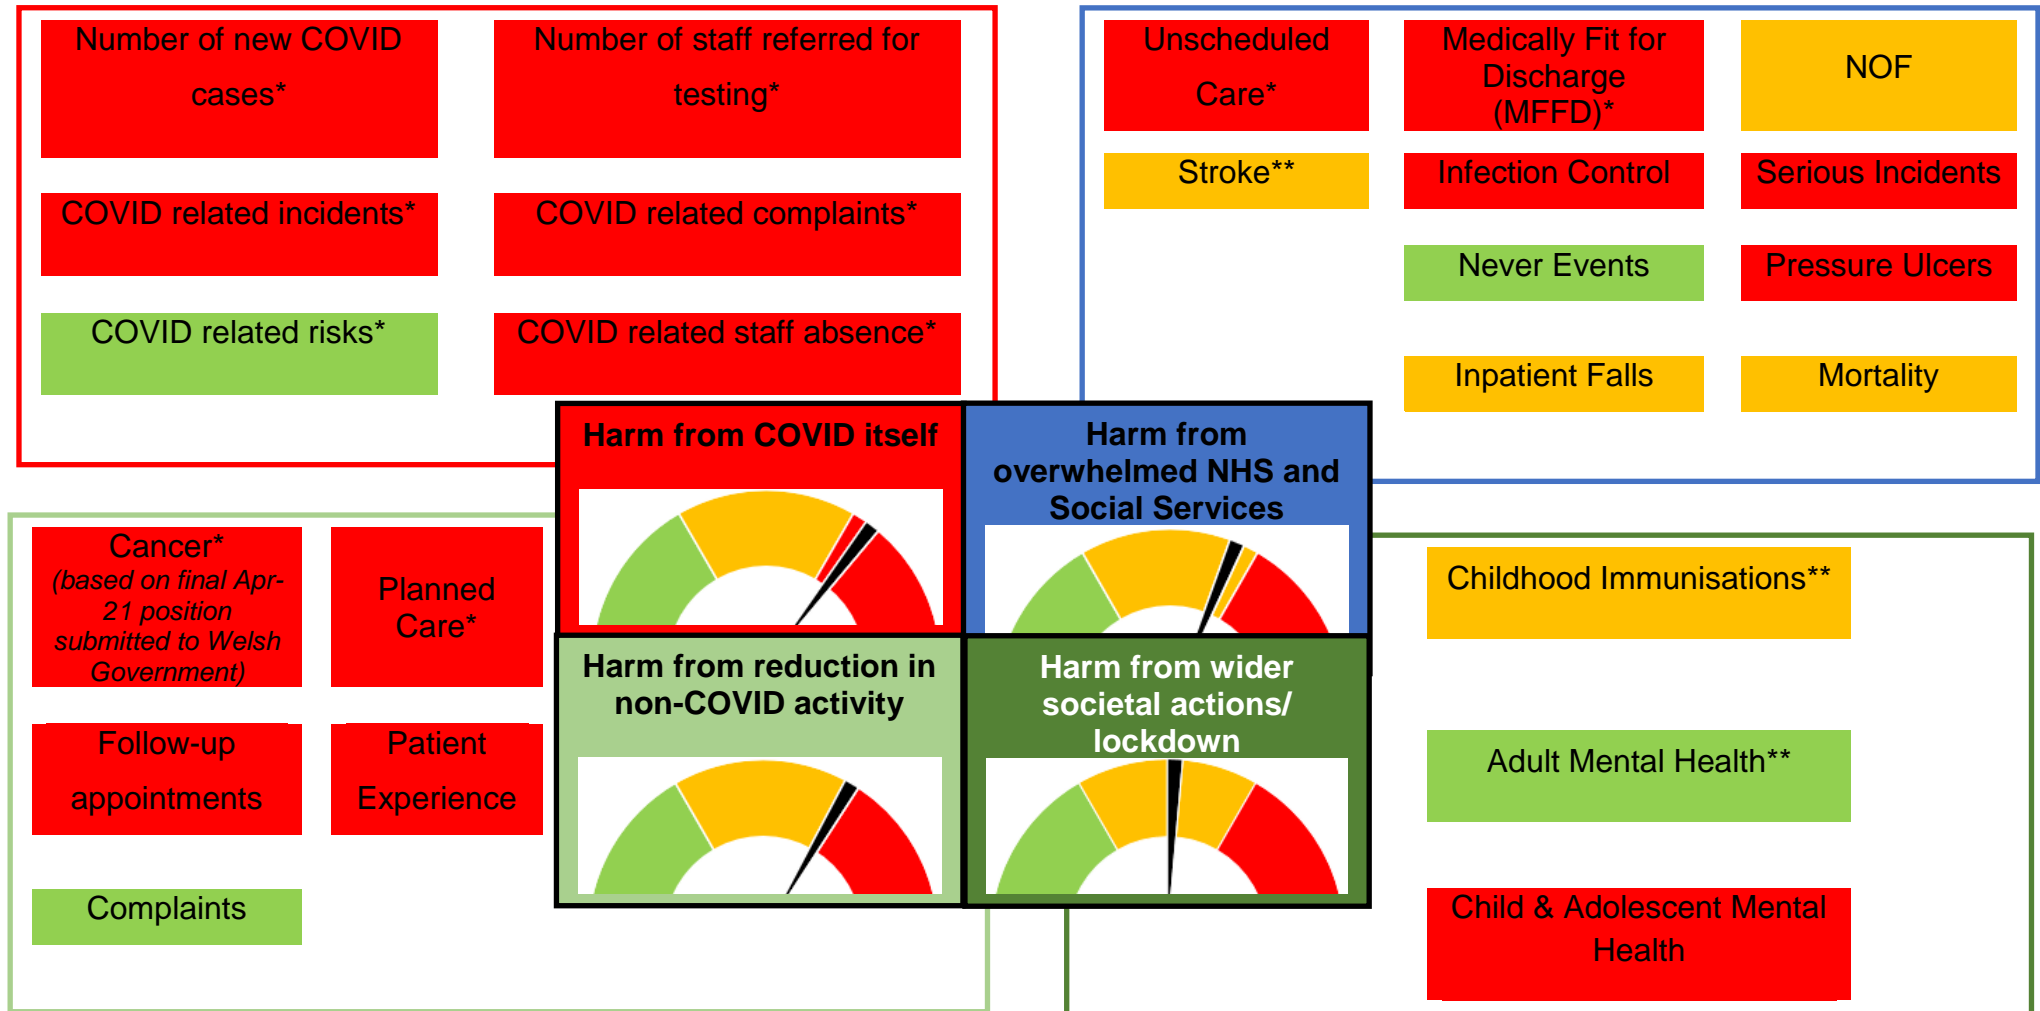 Number of new COVID
cases*
Number of staff referred for
testing*
COVID related incidents*
COVID related complaints*
COVID related risks*
COVID related staff absence*
Unscheduled
Care*
Medically Fit for
Discharge
(MFFD)*
NOF
Stroke**
Infection Control
Serious Incidents
Never Events
Pressure Ulcers
Inpatient Falls
Mortality
Harm from COVID itself
Harm from
overwhelmed NHS and
Social Services
Cancer*
(based on final Apr-
21 position
submitted to Welsh
Government)
Planned
Care*
Follow-up
appointments
Patient
Experience
Complaints
Harm from reduction in
non-COVID activity
Harm from wider
societal actions/
lockdown
Childhood Immunisations**
Adult Mental Health**
Child & Adolescent Mental
Health